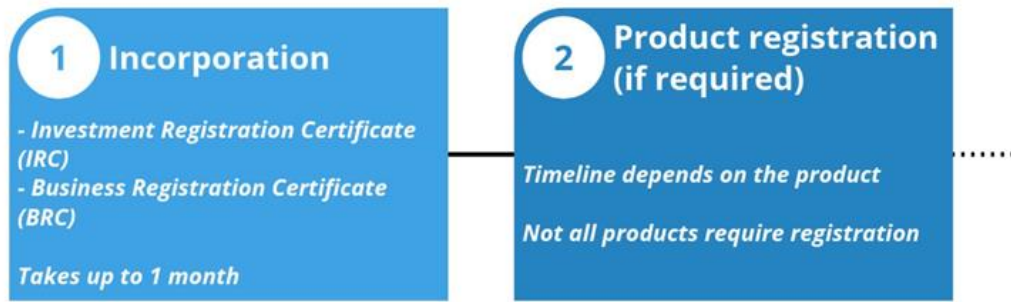 1
Incorporation
- Investment Registration Certificate
(IRC)
- Business Registration Certificate
(BRC)
Takes up to 1 month
2
Product registration
(if required)
Timeline depends on the product
Not all products require registration